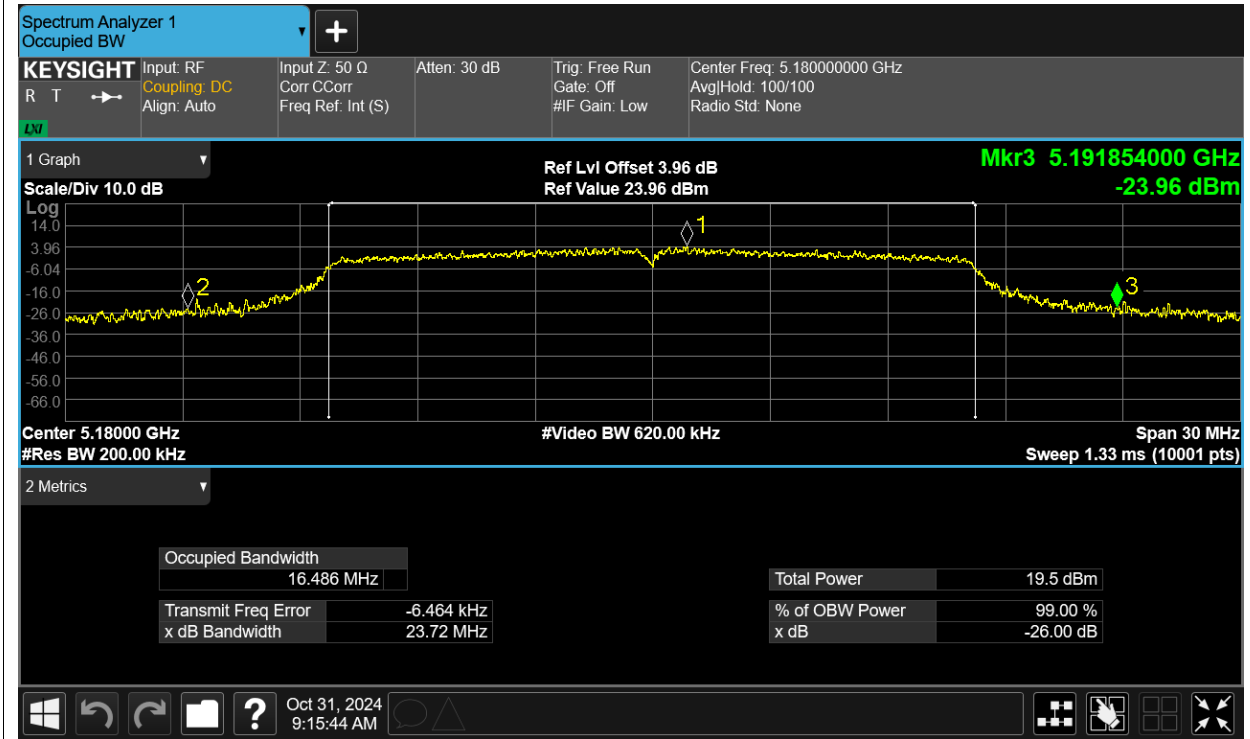 Spectrum Analyzer 1
Occupied BW
KEYSIGHT
R T
LXI
Input: RF
Coupling: DC
Align: Auto
Input Z: 50 Ω
Corr CCorr
Freq Ref: Int (S)
Atten: 30 dB
Trig: Free Run
Gate: Off
#IF Gain: Low
Center Freq: 5.180000000 GHz
Avg|Hold: 100/100
Radio Std: None
1 Graph
Scale/Div 10.0 dB
Ref Lvl Offset 3.96 dB
Ref Value 23.96 dBm
Mkr3 5.191854000 GHz
-23.96 dBm
Log
14.0
3.96
-6.04
-16.0
-26.0
-36.0
-46.0
-56.0
-66.0
1
2
3
Center 5.18000 GHz
#Video BW 620.00 kHz
Span 30 MHz
#Res BW 200.00 kHz
Sweep 1.33 ms (10001 pts)
2 Metrics
Occupied Bandwidth
16.486 MHz
Transmit Freq Error -6.464 kHz
x dB Bandwidth 23.72 MHz
Total Power 19.5 dBm
% of OBW Power 99.00 %
x dB -26.00 dB
?
Oct 31, 2024
9:15:44 AM